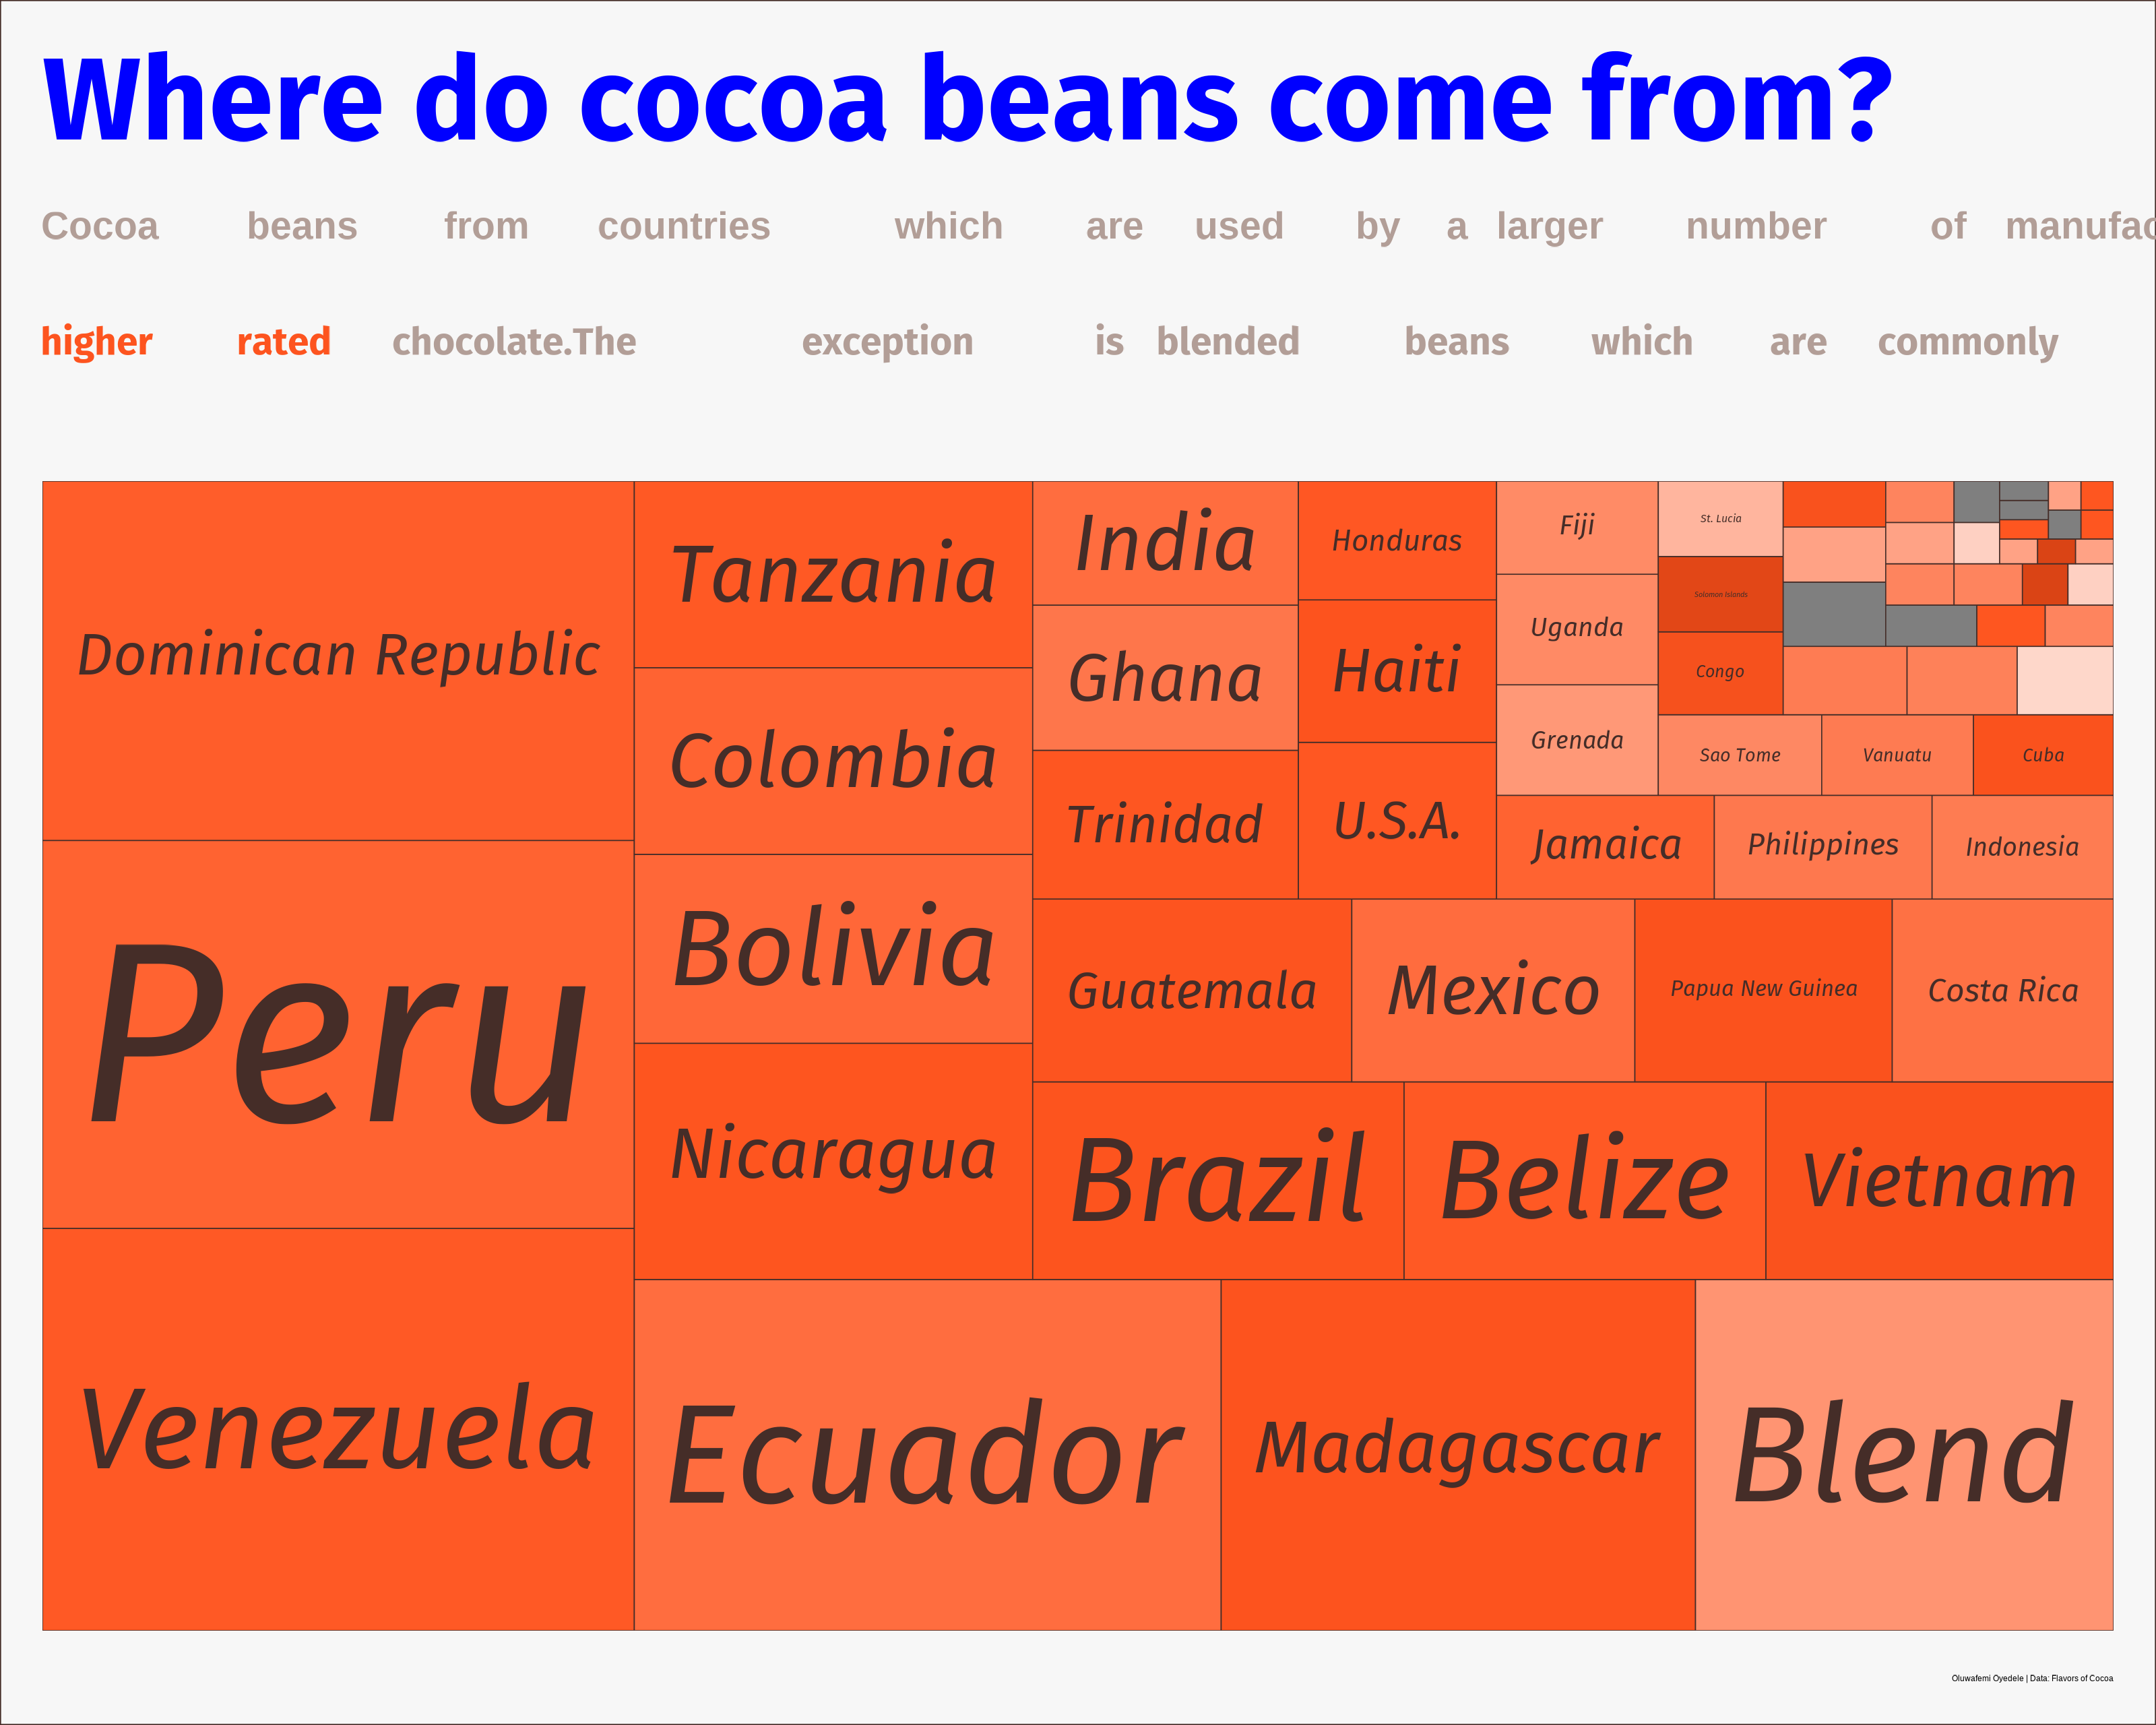 Where do cocoa beans come from?
Cocoa beans from countries which are used by a larger number of manufac
higher rated chocolate.The exception is blended beans which are commonly
Dominican Republic
Peru
Venezuela
Tanzania
Colombia
Bolivia
Nicaragua
Ecuador
Madagascar
Blend
India
Ghana
Trinidad
Honduras
Haiti
U.S.A.
Guatemala
Mexico
Papua New Guinea
Costa Rica
Brazil
Belize
Vietnam
Fiji
Uganda
Grenada
Jamaica
Philippines
Indonesia
St. Lucia
Solomon Islands
Congo
Sao Tome
Vanuatu
Cuba
Oluwafemi Oyedele | Data: Flavors of Cocoa